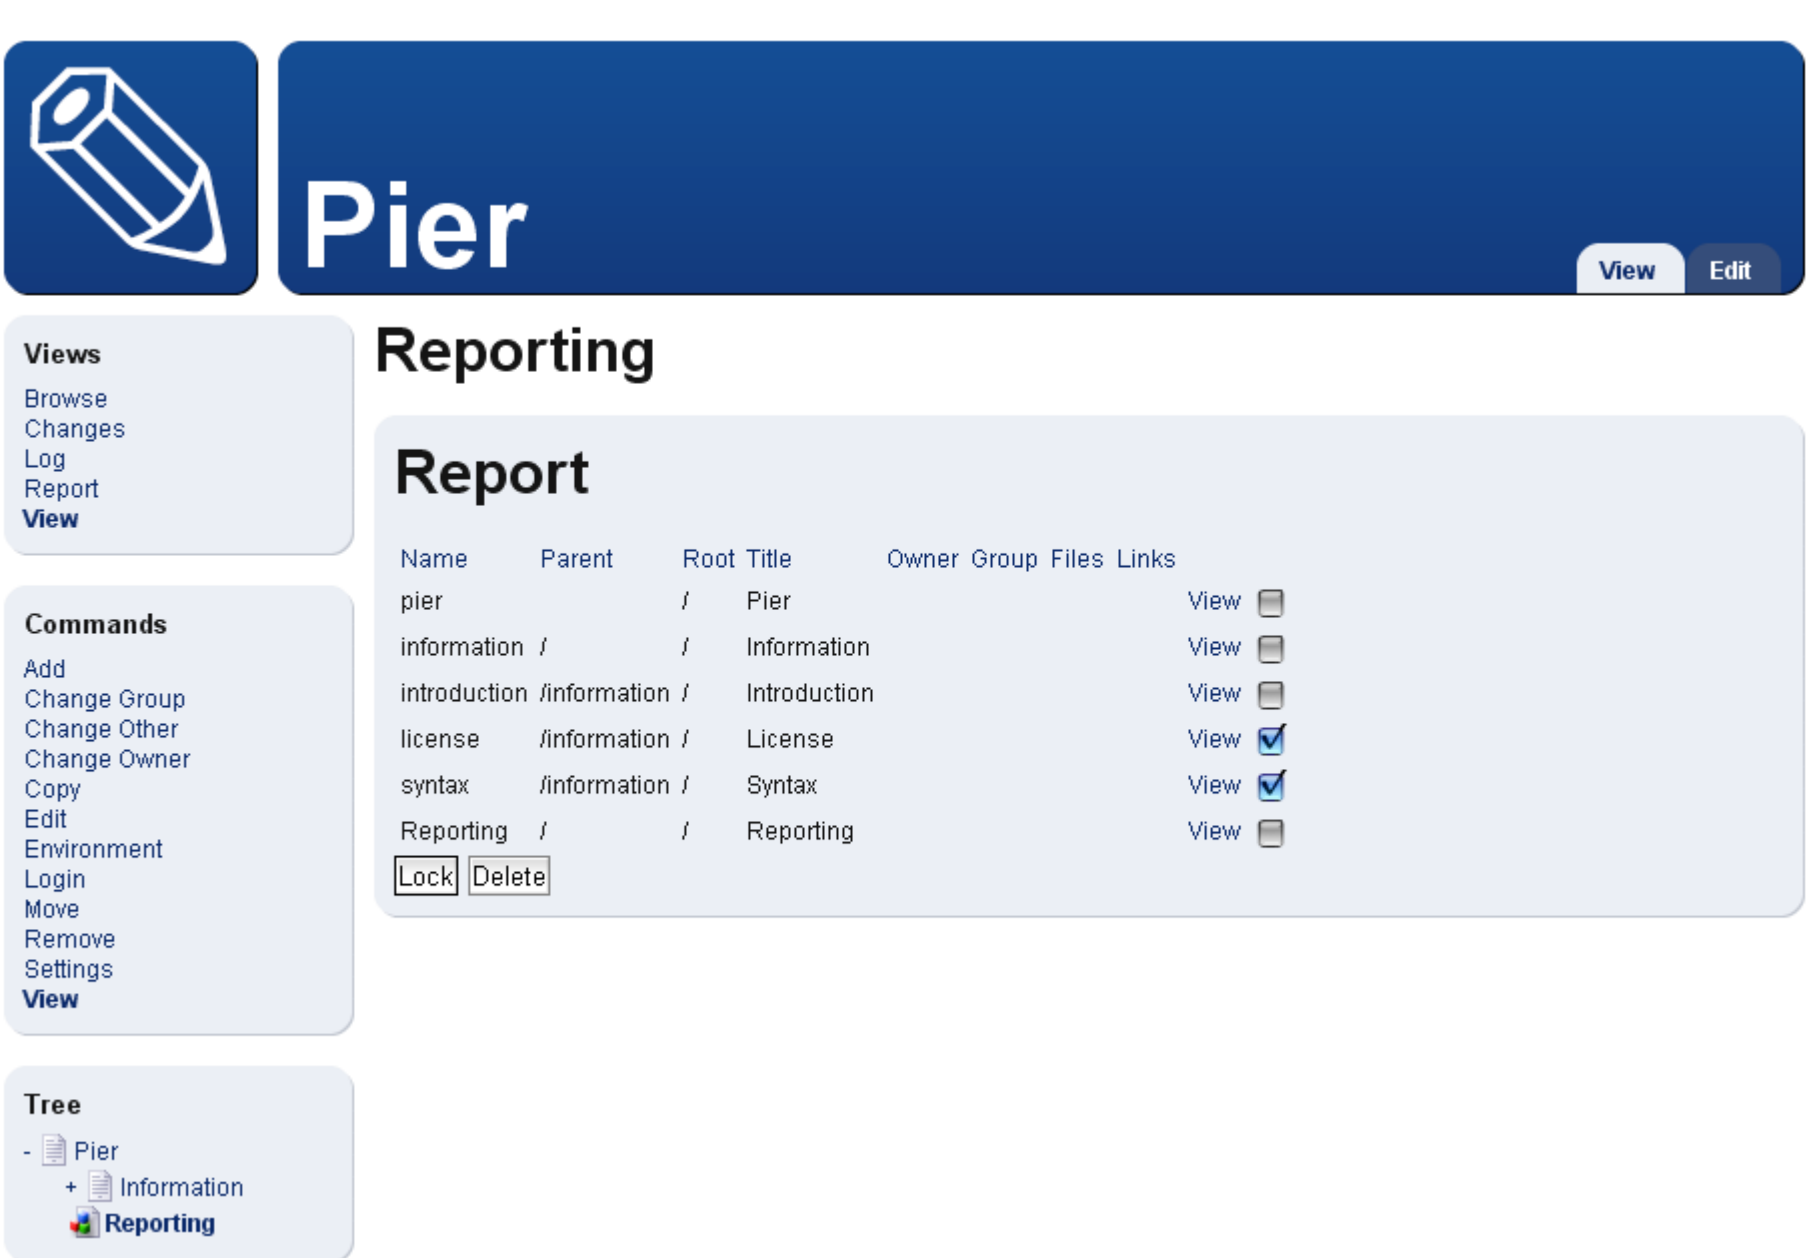 Pier
View Edit
Views
Browse
Changes
Log
Report
View
Commands
Add
Change Group
Change Other
Change Owner
Copy
Edit
Environment
Login
Move
Remove
Settings
View
Tree
- Pier
+ Information
Reporting
Reporting
Report
Name Parent Root Title Owner Group Files Links
pier / Pier View
information / / Information View
introduction /information / Introduction View
license /information / License View
syntax /information / Syntax View
Reporting / / Reporting View
Lock Delete